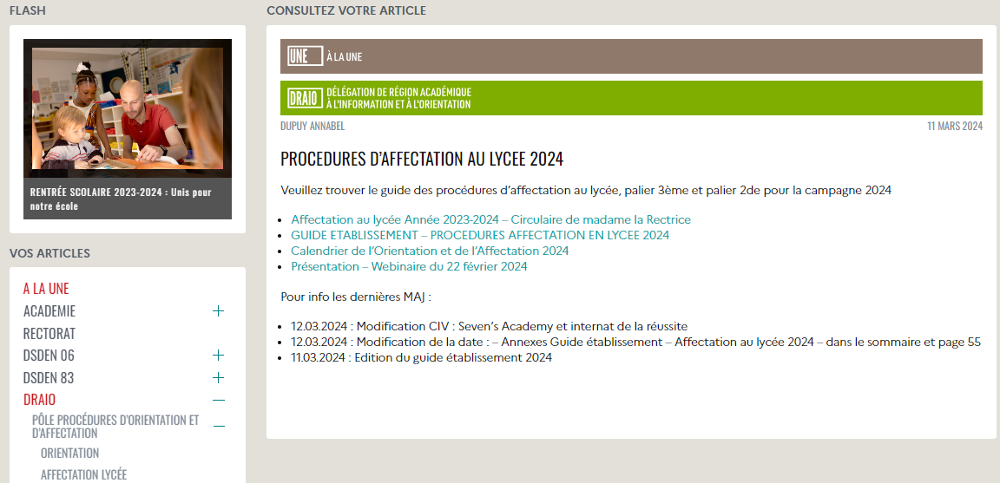 FLASH
RENTRÉE SCOLAIRE 2023-2024 : Unis pour
notre école
VOS ARTICLES
A LA UNE
ACADEMIE
RECTORAT
DSDEN 06
DSDEN 83
DRAIO
PÔLE PROCÉDURES D'ORIENTATION ET
D'AFFECTATION
ORIENTATION
AFFECTATION LYCÉE
CONSULTEZ VOTRE ARTICLE
UNE À LA UNE
DRAIO DÉLÉGATION DE RÉGION ACADÉMIQUE
À L'INFORMATION ET À L'ORIENTATION
DUPUY ANNABEL 11 MARS 2024
PROCEDURES D'AFFECTATION AU LYCEE 2024
Veuillez trouver le guide des procédures d'affectation au lycée, palier 3ème et palier 2de pour la campagne 2024
Affectation au lycée Année 2023-2024 – Circulaire de madame la Rectrice
GUIDE ETABLISSEMENT – PROCEDURES AFFECTATION EN LYCEE 2024
Calendrier de l'Orientation et de l'Affectation 2024
Présentation – Webinaire du 22 février 2024
Pour info les dernières MAJ :
12.03.2024 : Modification CIV : Seven's Academy et internat de la réussite
12.03.2024 : Modification de la date : – Annexes Guide établissement – Affectation au lycée 2024 – dans le sommaire et page 55
11.03.2024 : Edition du guide établissement 2024